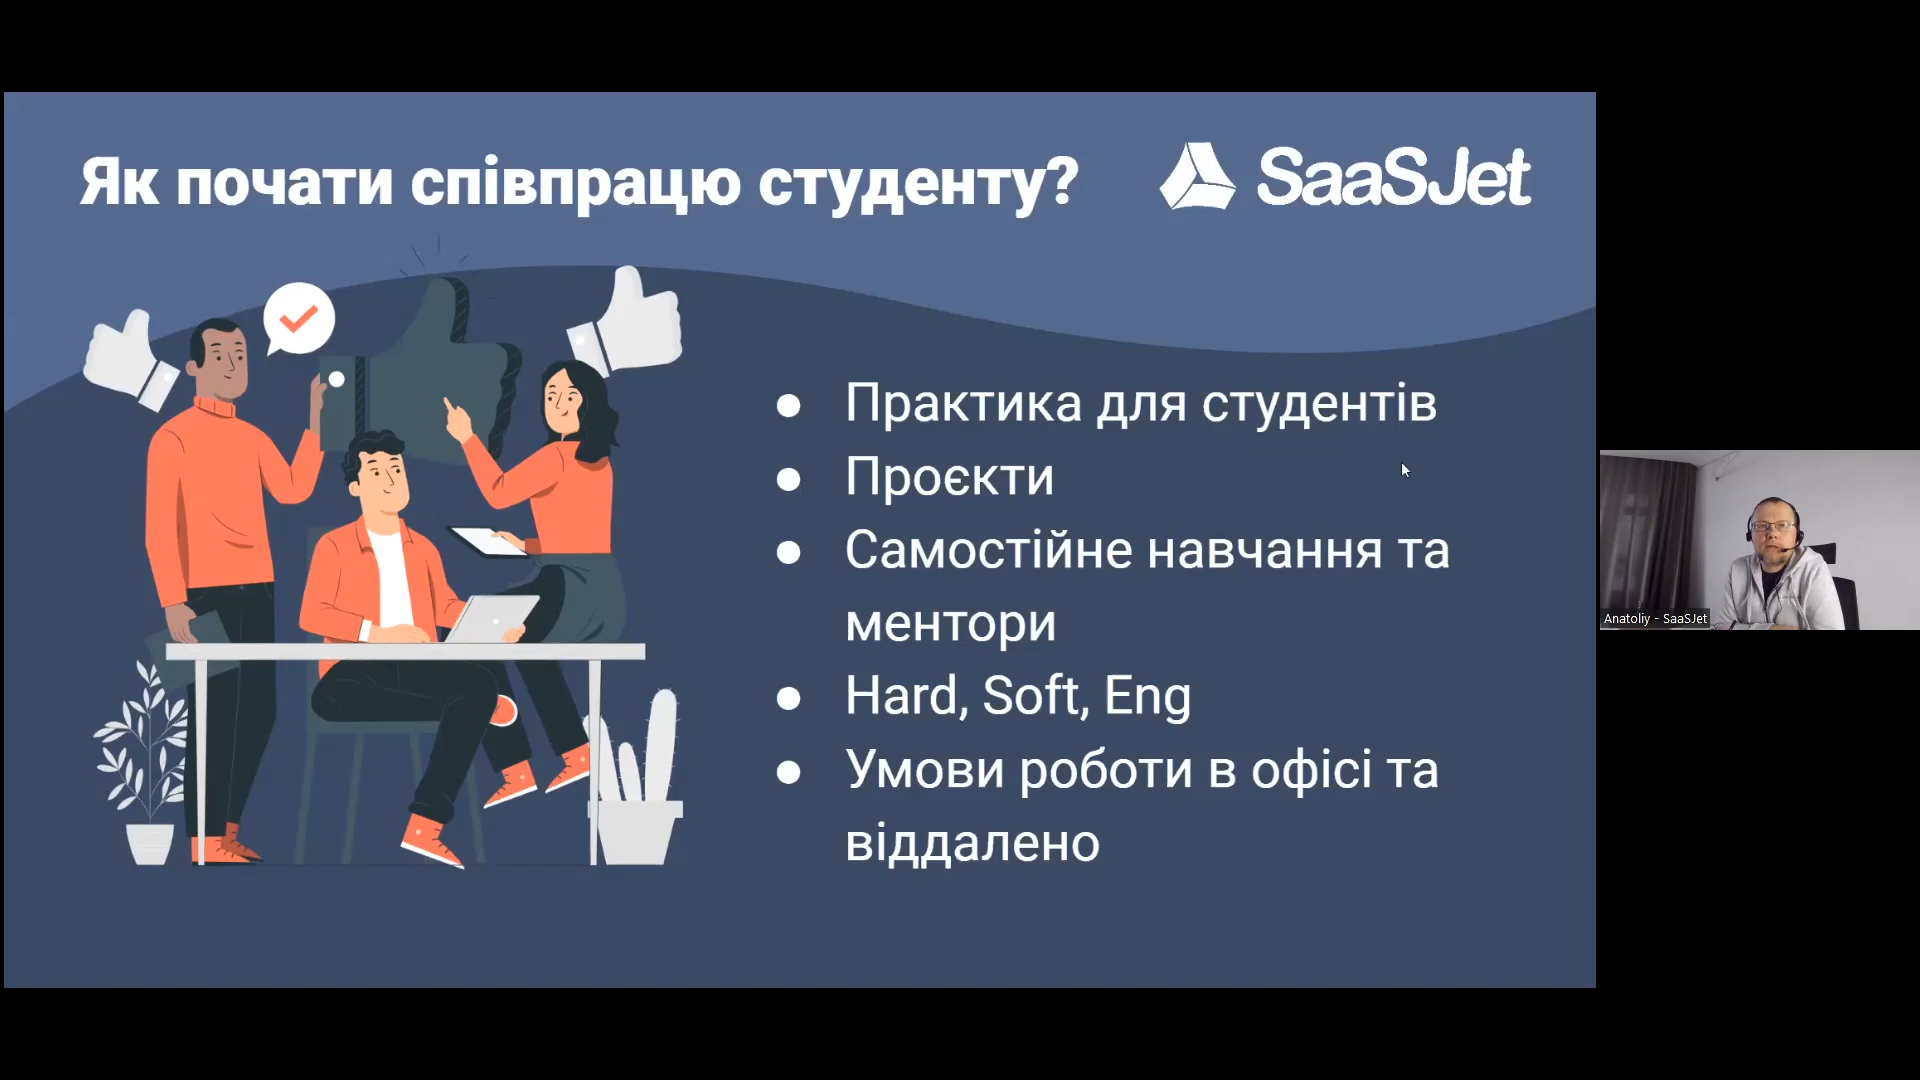 Як почати співпрацю студенту?
SaaSJet
● Практика для студентів
● Проєкти
● Самостійне навчання та
ментори
● Hard, Soft, Eng
● Умови роботи в офісі та
віддалено
Anatoliy - SaaSJet